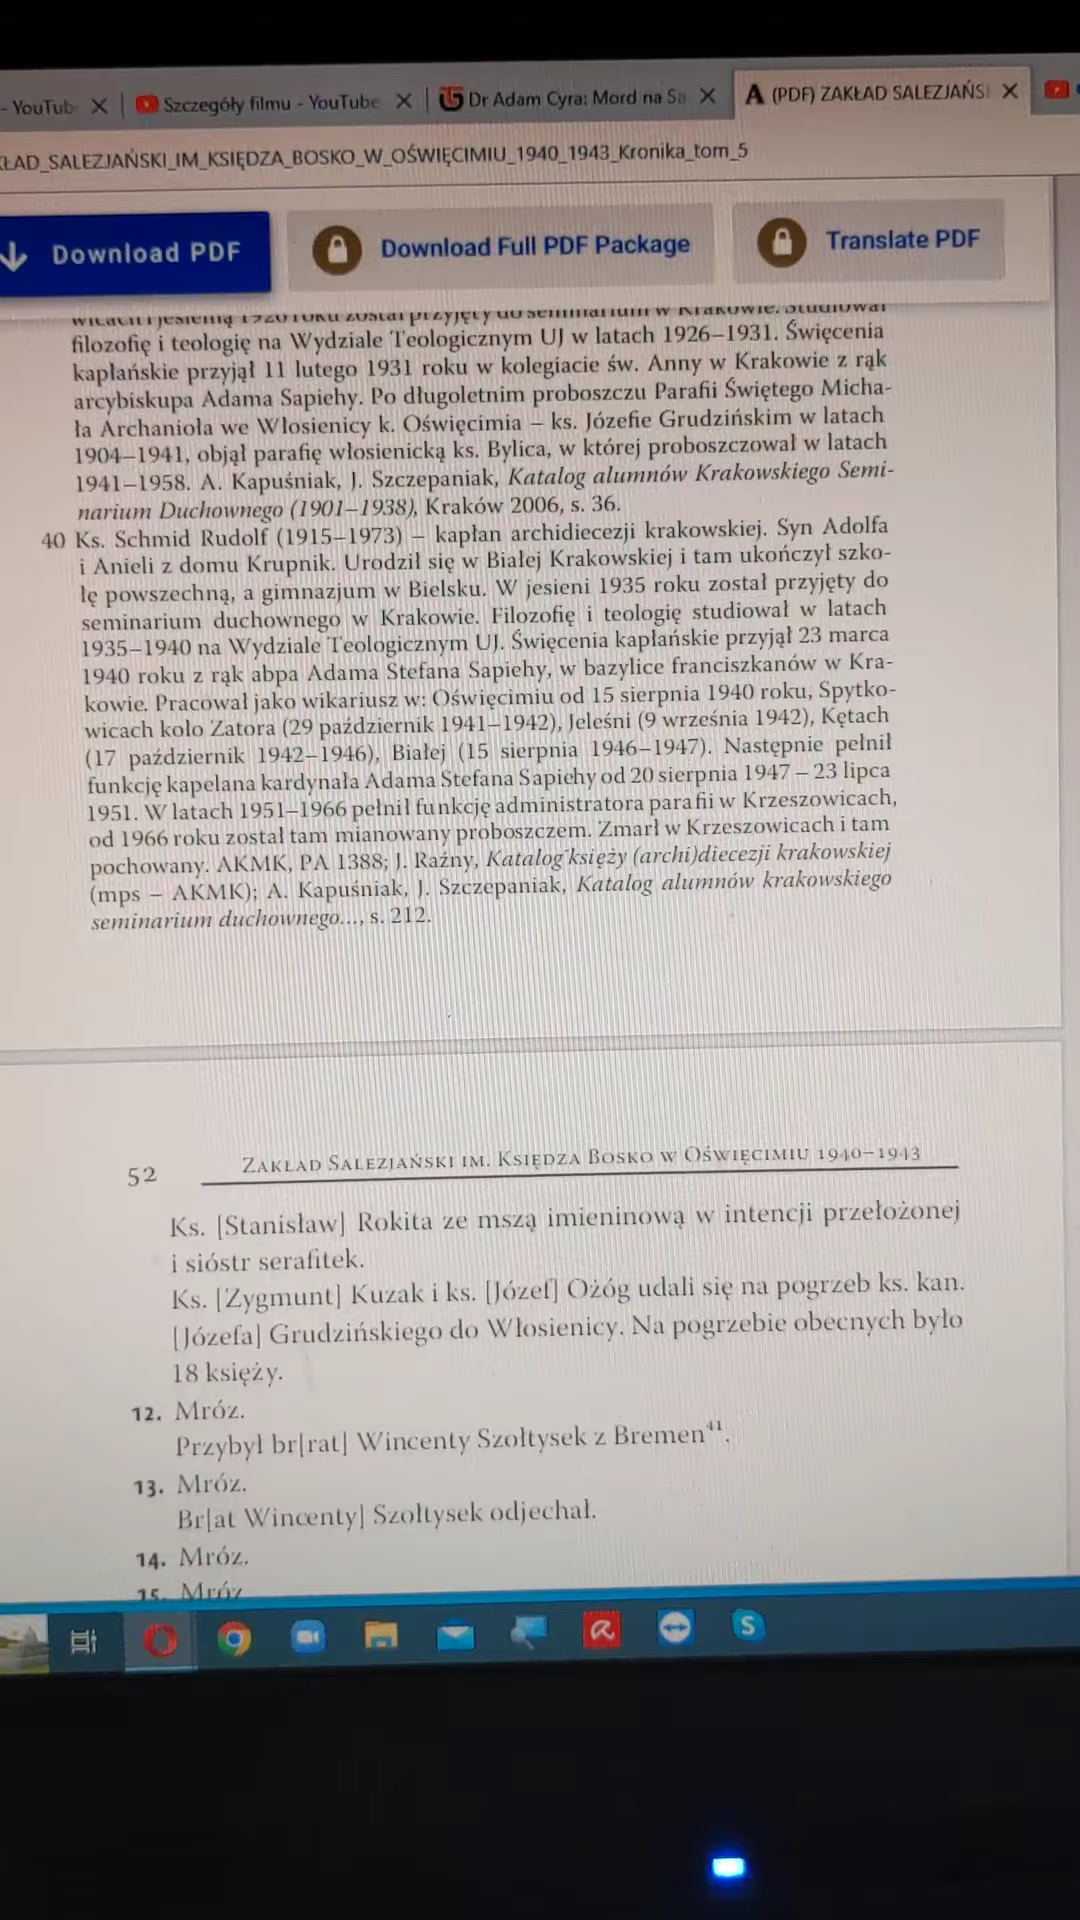 - YouTub
Szczegóły filmu - YouTube
Dr Adam Cyra: Mord na Sa
(PDF) ZAKŁAD SALEZJAŃSI
ŁAD_SALEZJAŃSKI_IM_KSIĘDZA_BOSKO_W_OŚWIĘCIMIU_1940_1943_Kronika_tom_5
Download PDF
Download Full PDF Package
Translate PDF
wicach i jesienią 1926 roku został przyjęty do seminarium w Krakowie. Studiował
filozofię i teologię na Wydziale Teologicznym UJ w latach 1926–1931. Święcenia
kapłańskie przyjął 11 lutego 1931 roku w kolegiacie św. Anny w Krakowie z rąk
arcybiskupa Adama Sapiehy. Po długoletnim proboszczu Parafii Świętego Micha-
ła Archanioła we Włosienicy k. Oświęcimia – ks. Józefie Grudzińskim w latach
1904–1941, objął parafię włosienicką ks. Bylica, w której proboszczował w latach
1941–1958. A. Kapuśniak, J. Szczepaniak, Katalog alumnów Krakowskiego Semi-
narium Duchownego (1901–1938), Kraków 2006, s. 36.
40 Ks. Schmid Rudolf (1915–1973) – kapłan archidiecezji krakowskiej. Syn Adolfa
i Anieli z domu Krupnik. Urodził się w Białej Krakowskiej i tam ukończył szko-
łę powszechną, a gimnazjum w Bielsku. W jesieni 1935 roku został przyjęty do
seminarium duchownego w Krakowie. Filozofię i teologię studiował w latach
1935–1940 na Wydziale Teologicznym UJ. Święcenia kapłańskie przyjął 23 marca
1940 roku z rąk abpa Adama Stefana Sapiehy, w bazylice franciszkanów w Kra-
kowie. Pracował jako wikariusz w: Oświęcimiu od 15 sierpnia 1940 roku, Spytko-
wicach koło Zatora (29 październik 1941–1942), Jeleśni (9 września 1942), Kętach
(17 październik 1942–1946), Białej (15 sierpnia 1946–1947). Następnie pełnił
funkcję kapelana kardynała Adama Stefana Sapiehy od 20 sierpnia 1947 – 23 lipca
1951. W latach 1951–1966 pełnił funkcję administratora parafii w Krzeszowicach,
od 1966 roku został tam mianowany proboszczem. Zmarł w Krzeszowicach i tam
pochowany. AKMK, PA 1388; J. Raźny, Katalog księży (archi)diecezji krakowskiej
(mps – AKMK); A. Kapuśniak, J. Szczepaniak, Katalog alumnów krakowskiego
seminarium duchownego..., s. 212.
52
ZAKŁAD SALEZJAŃSKI IM. KSIĘDZA BOSKO W OŚWIĘCIMIU 1940–1943
Ks. [Stanisław] Rokita ze mszą imieninową w intencji przełożonej
i sióstr serafitek.
Ks. [Zygmunt] Kuzak i ks. [Józef] Ożóg udali się na pogrzeb ks. kan.
[Józefa] Grudzińskiego do Włosienicy. Na pogrzebie obecnych było
18 księży.
12. Mróz.
Przybył br[rat] Wincenty Szołtysek z Bremen⁴¹.
13. Mróz.
Br[at Wincenty] Szołtysek odjechał.
14. Mróz.
15. Mróz